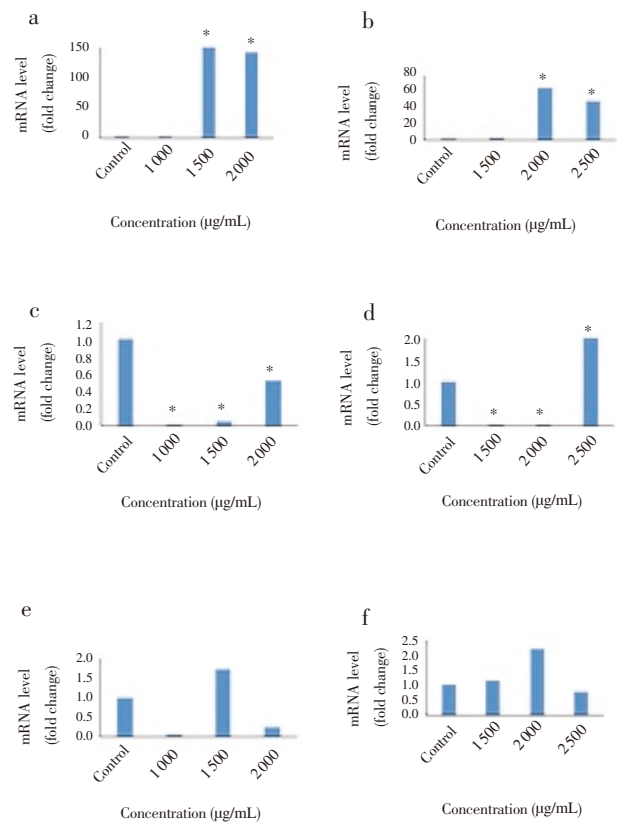 a
mRNA level
(fold change)
150
100
50
0
*
*
Control
1 000
1 500
2 000
Concentration (μg/mL)
b
mRNA level
(fold change)
80
60
40
20
0
*
*
Control
1 500
2 000
2 500
Concentration (μg/mL)
c
mRNA level
(fold change)
1.2
1.0
0.8
0.6
0.4
0.2
0.0
*
*
*
Control
1 000
1 500
2 000
Concentration (μg/mL)
d
mRNA level
(fold change)
2.0
1.5
1.0
0.5
0.0
*
*
*
Control
1 500
2 000
2 500
Concentration (μg/mL)
e
mRNA level
(fold change)
2.0
1.5
1.0
0.5
0.0
Control
1 000
1 500
2 000
Concentration (μg/mL)
f
mRNA level
(fold change)
2.5
2.0
1.5
1.0
0.5
0.0
Control
1 500
2 000
2 500
Concentration (μg/mL)